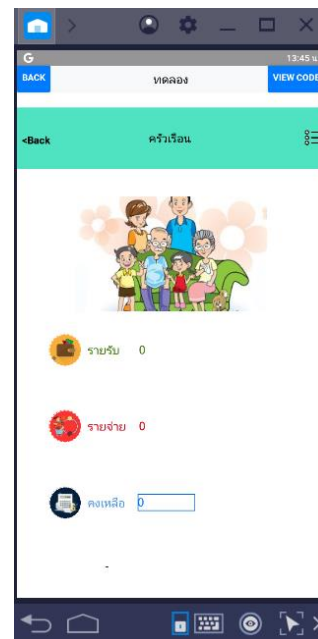 G
13:45 น
BACK
ทดลอง
VIEW CODE
<Back
ครัวเรือน
รายรับ 0
รายจ่าย 0
คงเหลือ 0
-